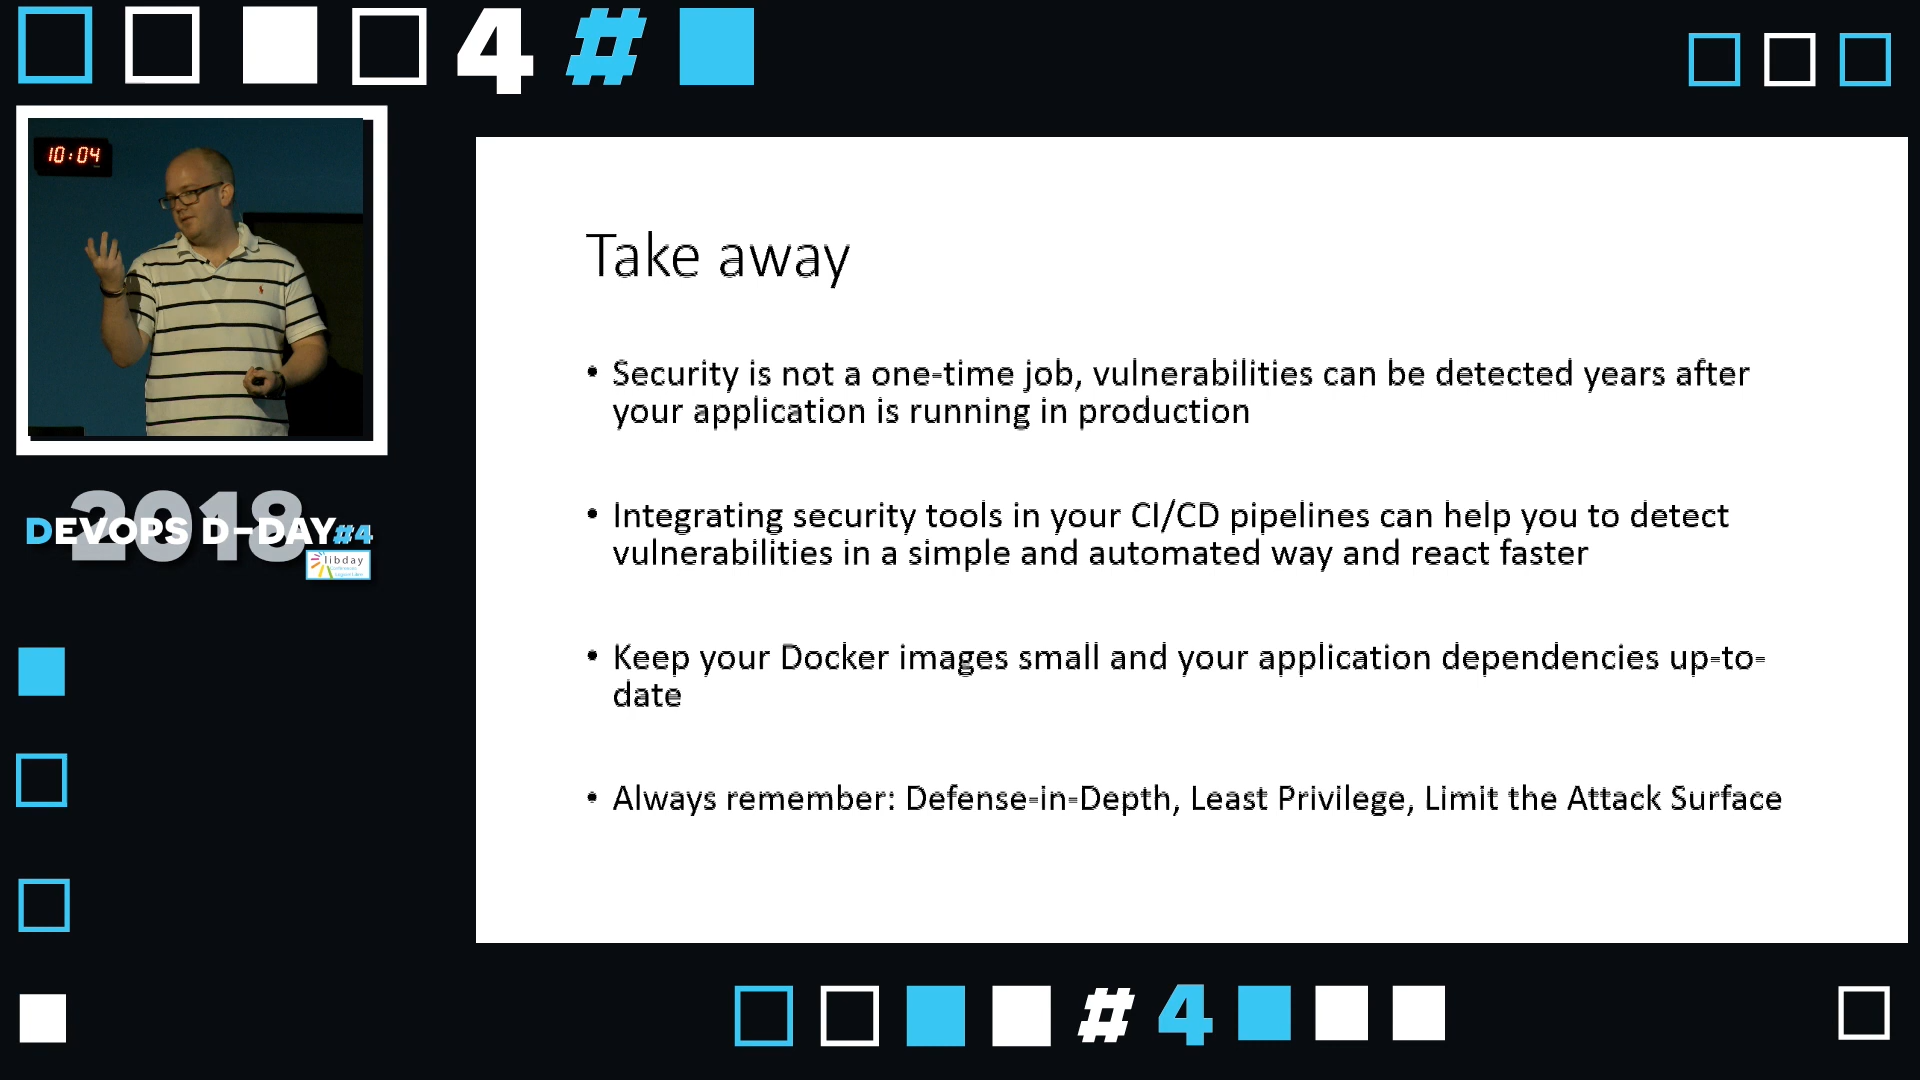 4 #
10:04
2018
DEVOPS D-DAY#4
libday
Take away
• Security is not a one-time job, vulnerabilities can be detected years after
your application is running in production
• Integrating security tools in your CI/CD pipelines can help you to detect
vulnerabilities in a simple and automated way and react faster
• Keep your Docker images small and your application dependencies up-to-
date
• Always remember: Defense-in-Depth, Least Privilege, Limit the Attack Surface
# 4